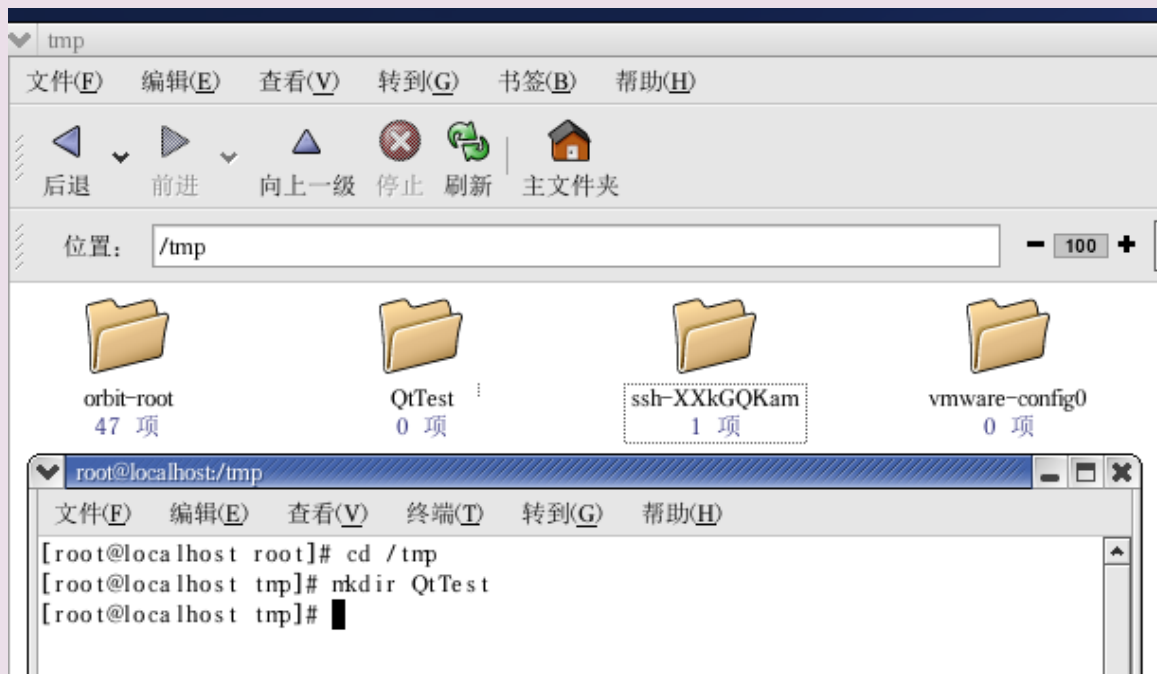 tmp
文件(F) 编辑(E) 查看(V) 转到(G) 书签(B) 帮助(H)
后退 前进 向上一级 停止 刷新 主文件夹
位置： /tmp 100
orbit-root QtTest ssh-XXkGQKam vmware-config0
47 项 0 项 1 项 0 项
root@localhost:/tmp
文件(F) 编辑(E) 查看(V) 终端(T) 转到(G) 帮助(H)
[root@localhost root]# cd /tmp
[root@localhost tmp]# mkdir QtTest
[root@localhost tmp]#